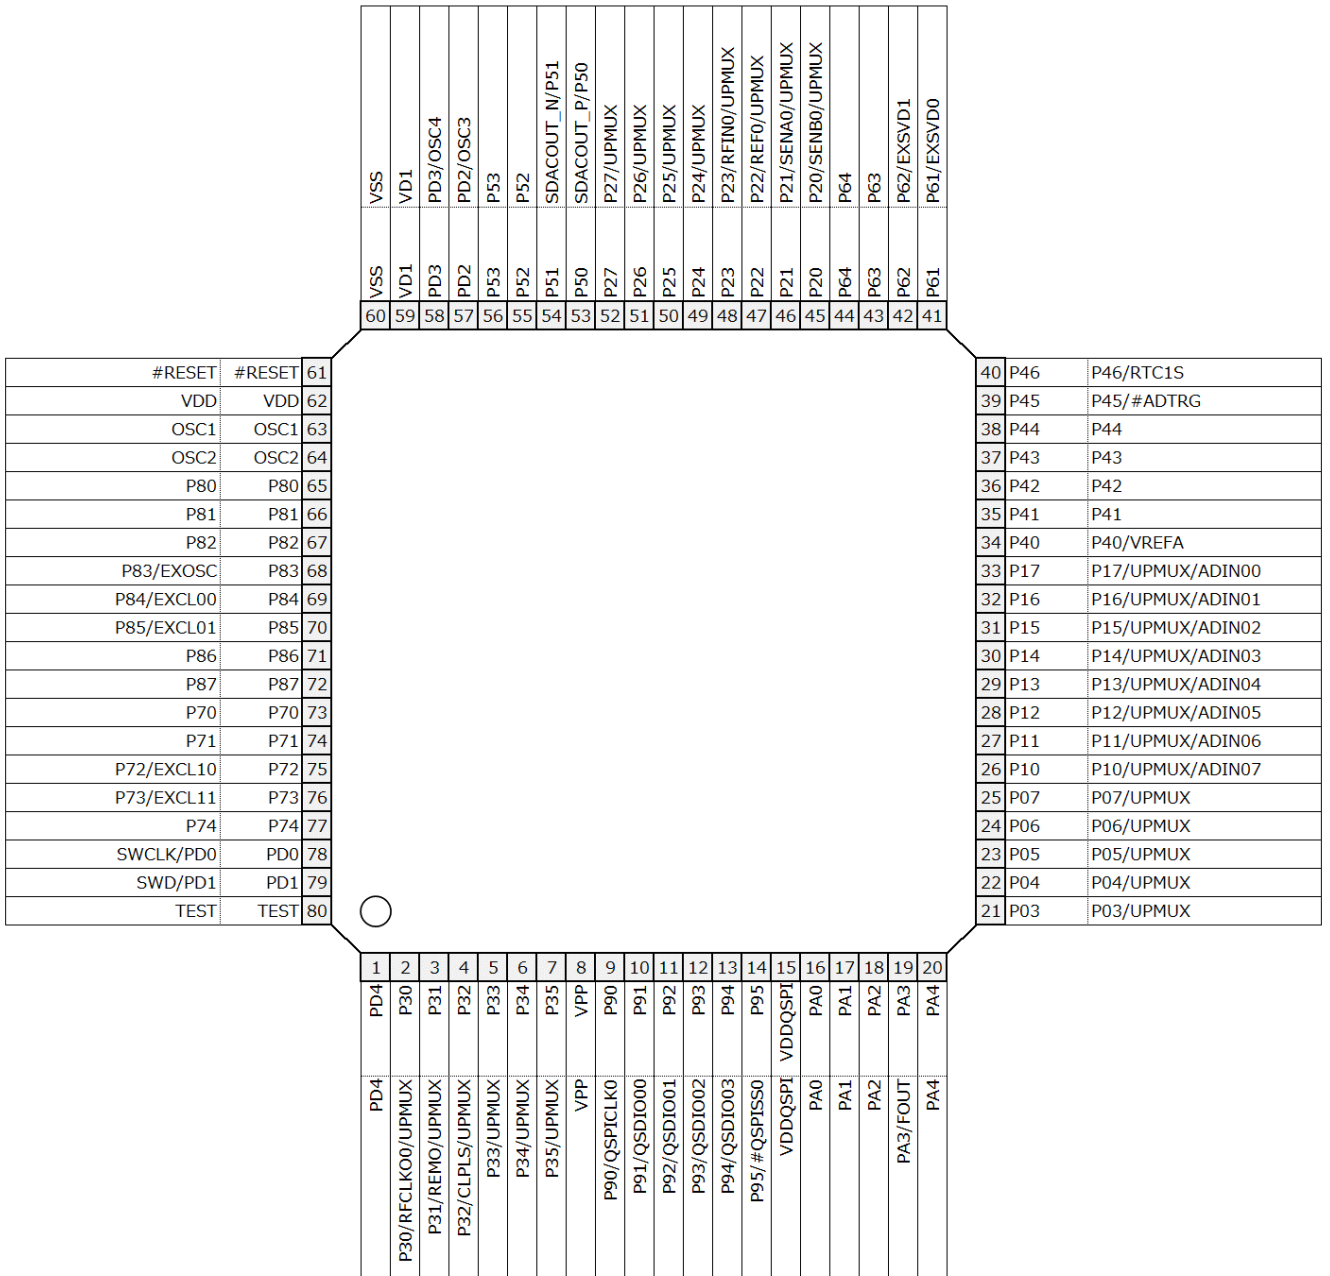 VSS VD1 PD3/OSC4 PD2/OSC3 P53 P52 SDACOUT_N/P51 SDACOUT_P/P50 P27/UPMUX P26/UPMUX P25/UPMUX P24/UPMUX P23/RFIN0/UPMUX P22/REF0/UPMUX P21/SENA0/UPMUX P20/SENB0/UPMUX P64 P63 P62/EXSVD1 P61/EXSVD0
VSS VD1 PD3 PD2 P53 P52 P51 P50 P27 P26 P25 P24 P23 P22 P21 P20 P64 P63 P62 P61
60 59 58 57 56 55 54 53 52 51 50 49 48 47 46 45 44 43 42 41
#RESET #RESET 61 40 P46 P46/RTC1S
VDD VDD 62 39 P45 P45/#ADTRG
OSC1 OSC1 63 38 P44 P44
OSC2 OSC2 64 37 P43 P43
P80 P80 65 36 P42 P42
P81 P81 66 35 P41 P41
P82 P82 67 34 P40 P40/VREFA
P83/EXOSC P83 68 33 P17 P17/UPMUX/ADIN00
P84/EXCL00 P84 69 32 P16 P16/UPMUX/ADIN01
P85/EXCL01 P85 70 31 P15 P15/UPMUX/ADIN02
P86 P86 71 30 P14 P14/UPMUX/ADIN03
P87 P87 72 29 P13 P13/UPMUX/ADIN04
P70 P70 73 28 P12 P12/UPMUX/ADIN05
P71 P71 74 27 P11 P11/UPMUX/ADIN06
P72/EXCL10 P72 75 26 P10 P10/UPMUX/ADIN07
P73/EXCL11 P73 76 25 P07 P07/UPMUX
P74 P74 77 24 P06 P06/UPMUX
SWCLK/PD0 PD0 78 23 P05 P05/UPMUX
SWD/PD1 PD1 79 22 P04 P04/UPMUX
TEST TEST 80 21 P03 P03/UPMUX
1 2 3 4 5 6 7 8 9 10 11 12 13 14 15 16 17 18 19 20
PD4 P30 P31 P32 P33 P34 P35 VPP P90 P91 P92 P93 P94 P95 VDDQSPI PA0 PA1 PA2 PA3 PA4
PD4 P30/RFCLKO0/UPMUX P31/REMO/UPMUX P32/CLPLS/UPMUX P33/UPMUX P34/UPMUX P35/UPMUX VPP P90/QSPICLK0 P91/QSDIO00 P92/QSDIO01 P93/QSDIO02 P94/QSDIO03 P95/#QSPISS0 VDDQSPI PA0 PA1 PA2 PA3/FOUT PA4